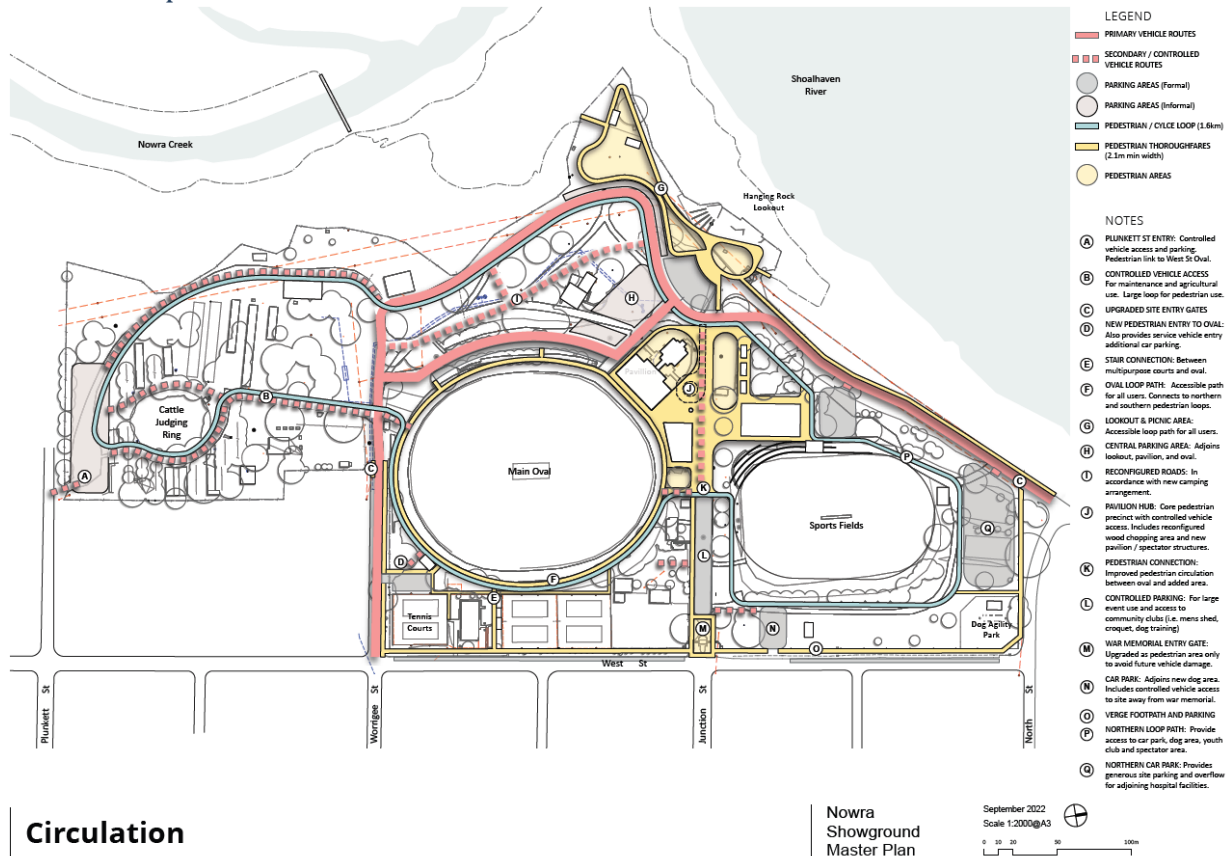 Nowra Creek
Shoalhaven
River
Hanging Rock
Lookout
G
I
H
Pavilion
J
B
Cattle
Judging
Ring
A
C
Main Oval
K
P
Sports Fields
C
Q
L
D
F
E
Tennis
Courts
M
N
Dog Agility
Park
O
West St
Plunkett St
Worrigee St
Junction St
North St
LEGEND
PRIMARY VEHICLE ROUTES
SECONDARY / CONTROLLED
VEHICLE ROUTES
PARKING AREAS (Formal)
PARKING AREAS (Informal)
PEDESTRIAN / CYLCE LOOP (1.6km)
PEDESTRIAN THOROUGHFARES
(2.1m min width)
PEDESTRIAN AREAS
NOTES
A PLUNKETT ST ENTRY: Controlled
vehicle access and parking.
Pedestrian link to West St Oval.
B CONTROLLED VEHICLE ACCESS
For maintenance and agricultural
use. Large loop for pedestrian use.
C UPGRADED SITE ENTRY GATES
D NEW PEDESTRIAN ENTRY TO OVAL:
Also provides service vehicle entry
additional car parking.
E STAIR CONNECTION: Between
multipurpose courts and oval.
F OVAL LOOP PATH: Accessible path
for all users. Connects to northern
and southern pedestrian loops.
G LOOKOUT & PICNIC AREA:
Accessible loop path for all users.
H CENTRAL PARKING AREA: Adjoins
lookout, pavilion, and oval.
I RECONFIGURED ROADS: In
accordance with new camping
arrangement.
J PAVILION HUB: Core pedestrian
precinct with controlled vehicle
access. Includes reconfigured
wood chopping area and new
pavilion / spectator structures.
K PEDESTRIAN CONNECTION:
Improved pedestrian circulation
between oval and added area.
L CONTROLLED PARKING: For large
event use and access to
community clubs (i.e. mens shed,
croquet, dog training)
M WAR MEMORIAL ENTRY GATE:
Upgraded as pedestrian area only
to avoid future vehicle damage.
N CAR PARK: Adjoins new dog area.
Includes controlled vehicle access
to site away from war memorial.
O VERGE FOOTPATH AND PARKING
P NORTHERN LOOP PATH: Provide
access to car park, dog area, youth
club and spectator area.
Q NORTHERN CAR PARK: Provides
generous site parking and overflow
for adjoining hospital facilities.
Circulation
Nowra
Showground
Master Plan
September 2022
Scale 1:2000@A3
0 10 20 50 100m